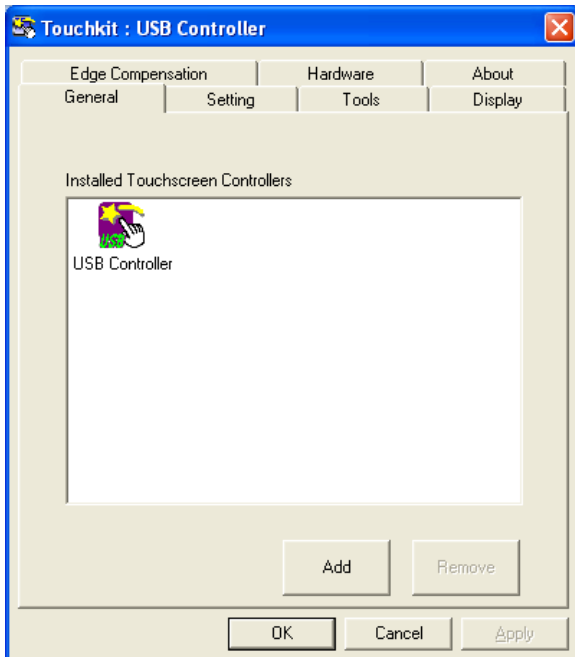 Touchkit : USB Controller
Edge Compensation Hardware About
General Setting Tools Display
Installed Touchscreen Controllers
USB
USB Controller
Add Remove
OK Cancel Apply